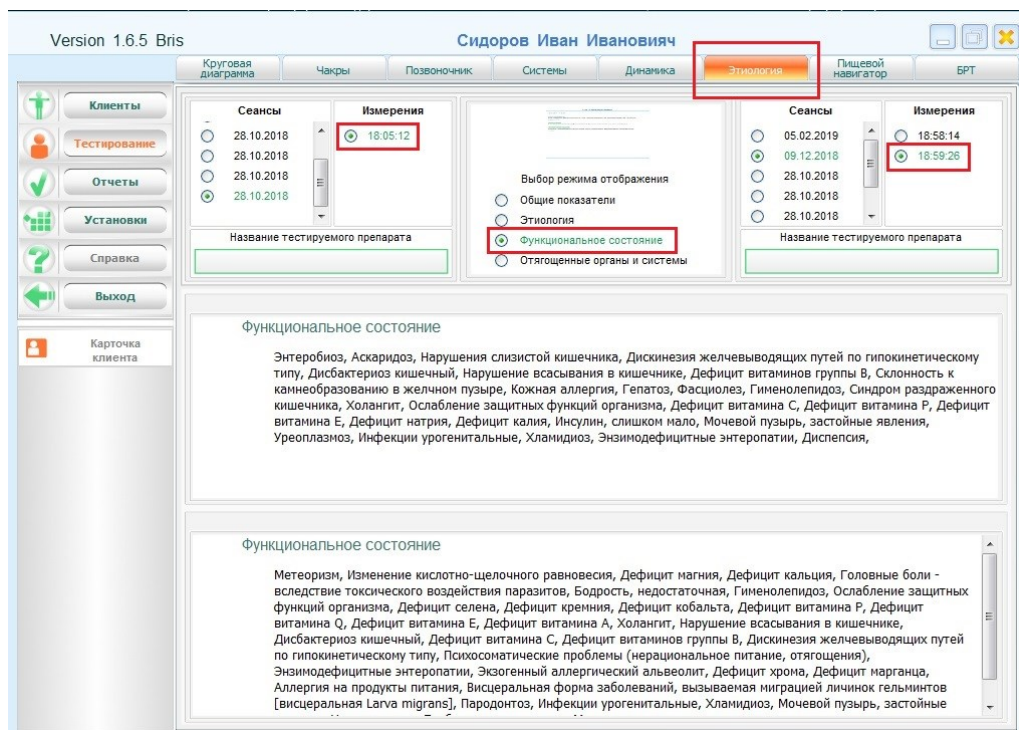 Version 1.6.5 Bris
Сидоров Иван Иванович
Круговая диаграмма
Чакры
Позвоночник
Системы
Динамика
Этиология
Пищевой навигатор
БРТ
Клиенты
Тестирование
Отчеты
Установки
Справка
Выход
Карточка клиента
Сеансы
28.10.2018
28.10.2018
28.10.2018
28.10.2018
Измерения
18:05:12
Название тестируемого препарата
Выбор режима отображения
Общие показатели
Этиология
Функциональное состояние
Отягощенные органы и системы
Сеансы
05.02.2019
09.12.2018
28.10.2018
28.10.2018
28.10.2018
Измерения
18:58:14
18:59:26
Название тестируемого препарата
Функциональное состояние
Энтеробиоз, Аскаридоз, Нарушения слизистой кишечника, Дискинезия желчевыводящих путей по гипокинетическому
типу, Дисбактериоз кишечный, Нарушение всасывания в кишечнике, Дефицит витаминов группы B, Склонность к
камнеобразованию в желчном пузыре, Кожная аллергия, Гепатоз, Фасциолез, Гименолепидоз, Синдром раздраженного
кишечника, Холангит, Ослабление защитных функций организма, Дефицит витамина C, Дефицит витамина P, Дефицит
витамина E, Дефицит натрия, Дефицит калия, Инсулин, слишком мало, Мочевой пузырь, застойные явления,
Уреоплазмоз, Инфекции урогенитальные, Хламидиоз, Энзимодефицитные энтеропатии, Диспепсия,
Функциональное состояние
Метеоризм, Изменение кислотно-щелочного равновесия, Дефицит магния, Дефицит кальция, Головные боли -
вследствие токсического воздействия паразитов, Бодрость, недостаточная, Гименолепидоз, Ослабление защитных
функций организма, Дефицит селена, Дефицит кремния, Дефицит кобальта, Дефицит витамина P, Дефицит
витамина Q, Дефицит витамина E, Дефицит витамина A, Холангит, Нарушение всасывания в кишечнике,
Дисбактериоз кишечный, Дефицит витамина C, Дефицит витаминов группы B, Дискинезия желчевыводящих путей
по гипокинетическому типу, Психосоматические проблемы (нерациональное питание, отягощения),
Энзимодефицитные энтеропатии, Экзогенный аллергический альвеолит, Дефицит хрома, Дефицит марганца,
Аллергия на продукты питания, Висцеральная форма заболеваний, вызываемая миграцией личинок гельминтов
[висцеральная Larva migrans], Пародонтоз, Инфекции урогенитальные, Хламидиоз, Мочевой пузырь, застойные